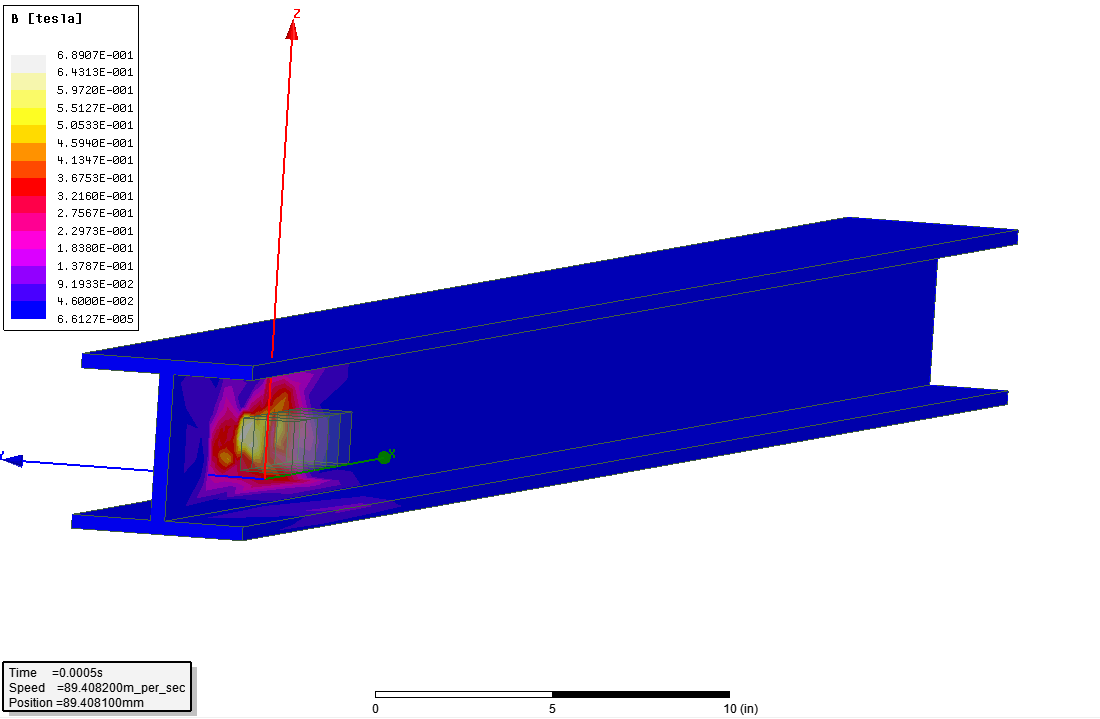 B [tesla]
6.8907E-001
6.4313E-001
5.9720E-001
5.5127E-001
5.0533E-001
4.5940E-001
4.1347E-001
3.6753E-001
3.2160E-001
2.7567E-001
2.2973E-001
1.8380E-001
1.3787E-001
9.1933E-002
4.6000E-002
6.6127E-005
Z
X
Time =0.0005s
Speed =89.408200m_per_sec
Position =89.408100mm
0 5 10 (in)